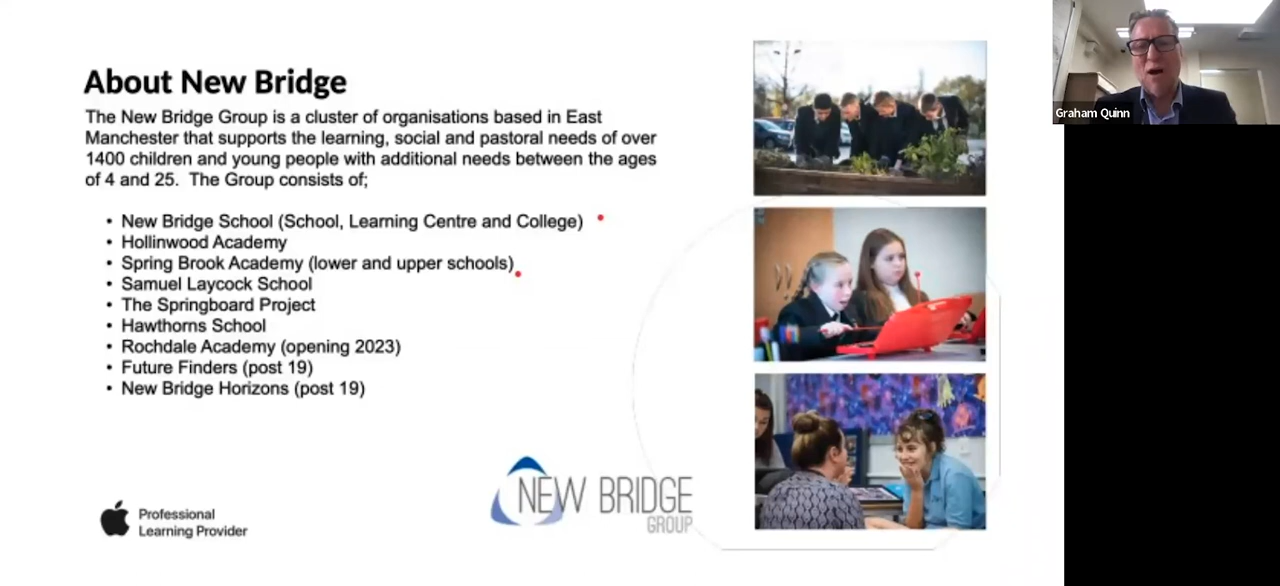 About New Bridge
The New Bridge Group is a cluster of organisations based in East
Manchester that supports the learning, social and pastoral needs of over
1400 children and young people with additional needs between the ages
of 4 and 25.  The Group consists of;
• New Bridge School (School, Learning Centre and College)
• Hollinwood Academy
• Spring Brook Academy (lower and upper schools)
• Samuel Laycock School
• The Springboard Project
• Hawthorns School
• Rochdale Academy (opening 2023)
• Future Finders (post 19)
• New Bridge Horizons (post 19)
Professional
Learning Provider
NEW BRIDGE
GROUP
Graham Quinn